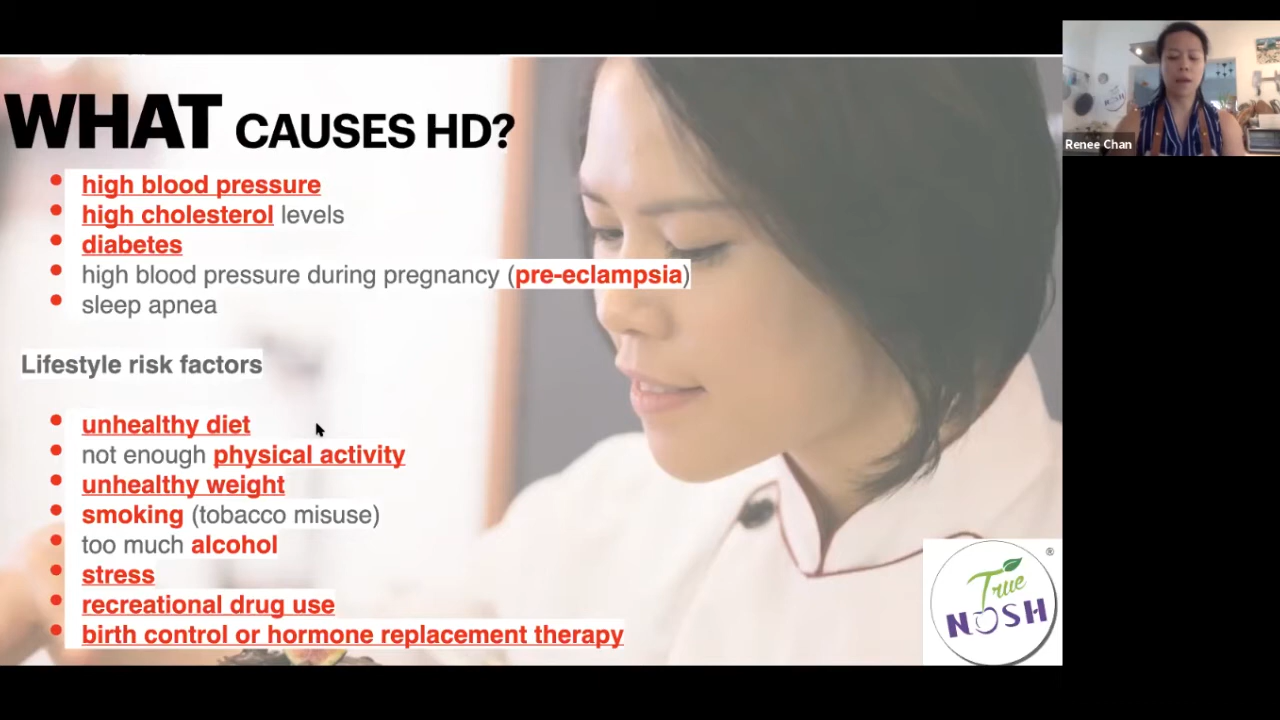 WHAT CAUSES HD?
high blood pressure
high cholesterol levels
diabetes
high blood pressure during pregnancy (pre-eclampsia)
sleep apnea
Lifestyle risk factors
unhealthy diet
not enough physical activity
unhealthy weight
smoking (tobacco misuse)
too much alcohol
stress
recreational drug use
birth control or hormone replacement therapy
True
NOSH
®
Renee Chan